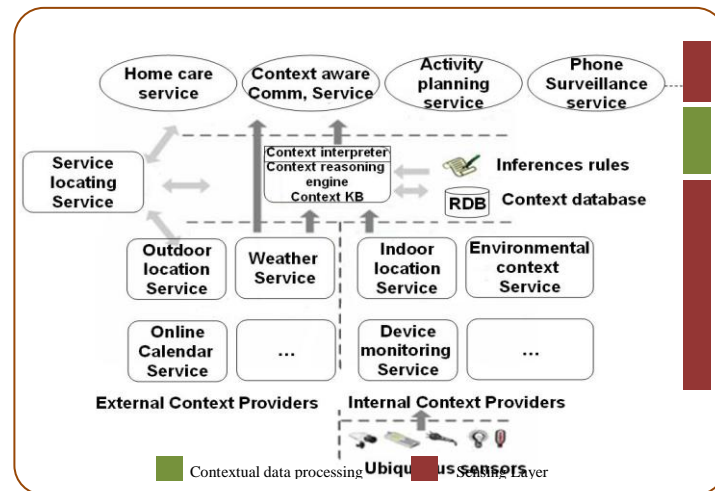 Home care
service
Context aware
Comm, Service
Activity
planning
service
Phone
Surveillance
service
Service
locating
Service
Context interpreter
Context reasoning
engine
Context KB
Inferences rules
RDB
Context database
Outdoor
location
Service
Weather
Service
Indoor
location
Service
Environmental
context
Service
Online
Calendar
Service
...
Device
monitoring
Service
...
External Context Providers
Internal Context Providers
Contextual data processing
sensors
Sensing Layer